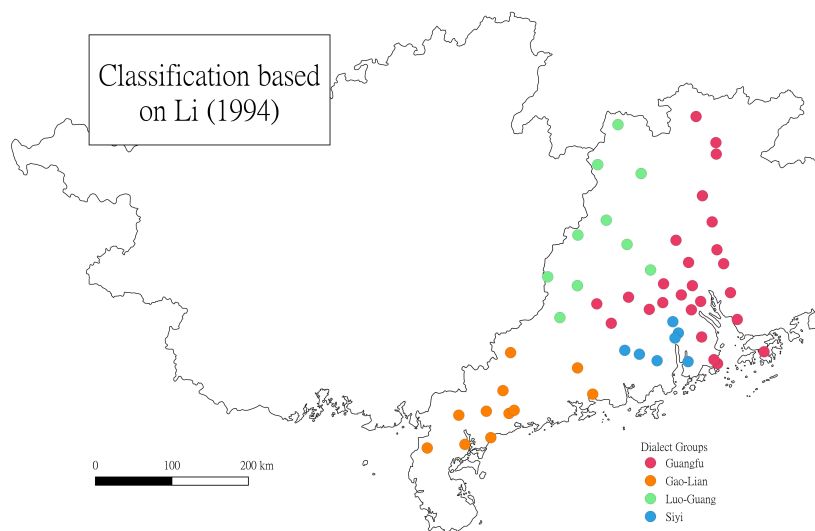 Classification based
on Li (1994)
0
100
200 km
Dialect Groups
Guangfu
Gao-Lian
Luo-Guang
Siyi